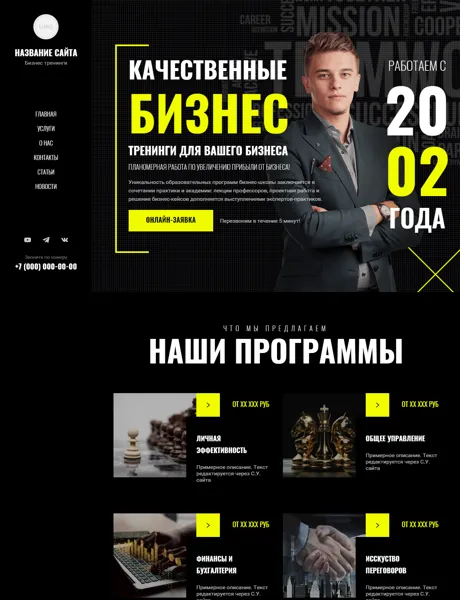 НАЗВАНИЕ САЙТА
Бизнес тренинги
ГЛАВНАЯ
УСЛУГИ
О НАС
КОНТАКТЫ
СТАТЬИ
НОВОСТИ
Звоните по номеру
+7 (000) 000-00-00
КАЧЕСТВЕННЫЕ
БИЗНЕС
ТРЕНИНГИ ДЛЯ ВАШЕГО БИЗНЕСА
ПЛАНОМЕРНАЯ РАБОТА ПО УВЕЛИЧЕНИЮ ПРИБЫЛИ ОТ БИЗНЕСА!
Уникальность образовательных программ бизнес-школы заключается в
сочетании практики и академии: лекции профессоров, проектная работа и
решение бизнес-кейсов дополняется выступлениями экспертов-практиков.
ОНЛАЙН-ЗАЯВКА
Перезвоним в течение 5 минут!
CAREER
MISSION
TEAMWO
SUCCESS
РАБОТАЕМ С
20
02
ГОДА
ЧТО МЫ ПРЕДЛАГАЕМ
НАШИ ПРОГРАММЫ
ОТ XX XXX РУБ
ЛИЧНАЯ
ЭФФЕКТИВНОСТЬ
Примерное описание. Текст
редактируется через С.У.
сайта
ОТ XX XXX РУБ
ОБЩЕЕ УПРАВЛЕНИЕ
Примерное описание. Текст
редактируется через С.У.
сайта
ОТ XX XXX РУБ
ФИНАНСЫ И
БУХГАЛТЕРИЯ
Примерное описание. Текст
редактируется через С.У.
ОТ XX XXX РУБ
ИССКУСТВО
ПЕРЕГОВОРОВ
Примерное описание. Текст
редактируется через С.У.